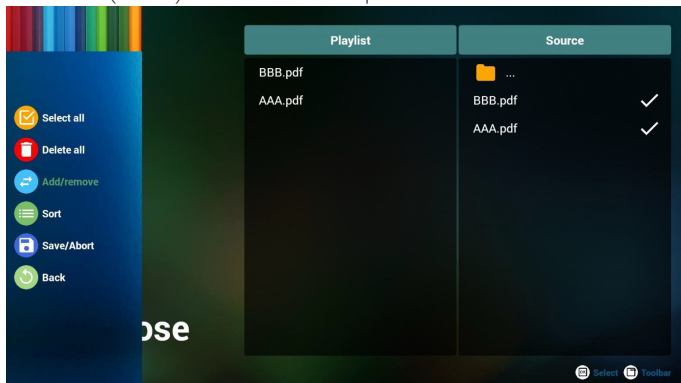 Playlist
Source
BBB.pdf
AAA.pdf
...
BBB.pdf
AAA.pdf
Select all
Delete all
Add/remove
Sort
Save/Abort
Back
ose
OK Select Toolbar